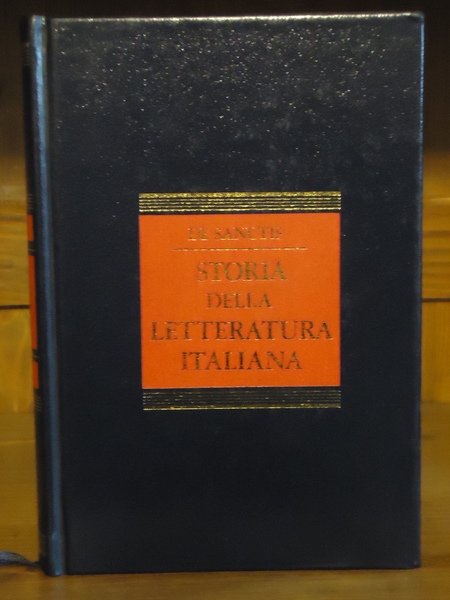 DE SANCTIS
STORIA
DELLA
LETTERATURA
ITALIANA